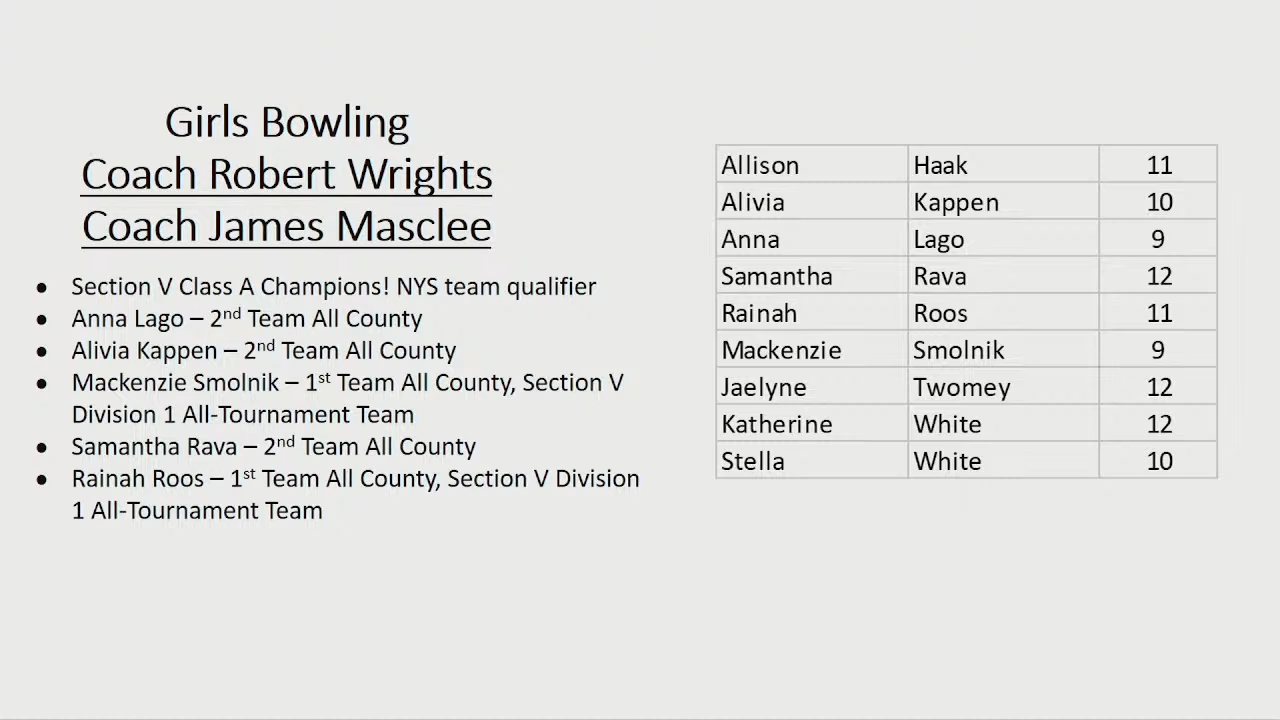 Girls Bowling
Coach Robert Wrights
Coach James Masclee
● Section V Class A Champions! NYS team qualifier
● Anna Lago – 2nd Team All County
● Alivia Kappen – 2nd Team All County
● Mackenzie Smolnik – 1st Team All County, Section V
Division 1 All-Tournament Team
● Samantha Rava – 2nd Team All County
● Rainah Roos – 1st Team All County, Section V Division
1 All-Tournament Team
Allison Haak 11
Alivia Kappen 10
Anna Lago 9
Samantha Rava 12
Rainah Roos 11
Mackenzie Smolnik 9
Jaelyne Twomey 12
Katherine White 12
Stella White 10